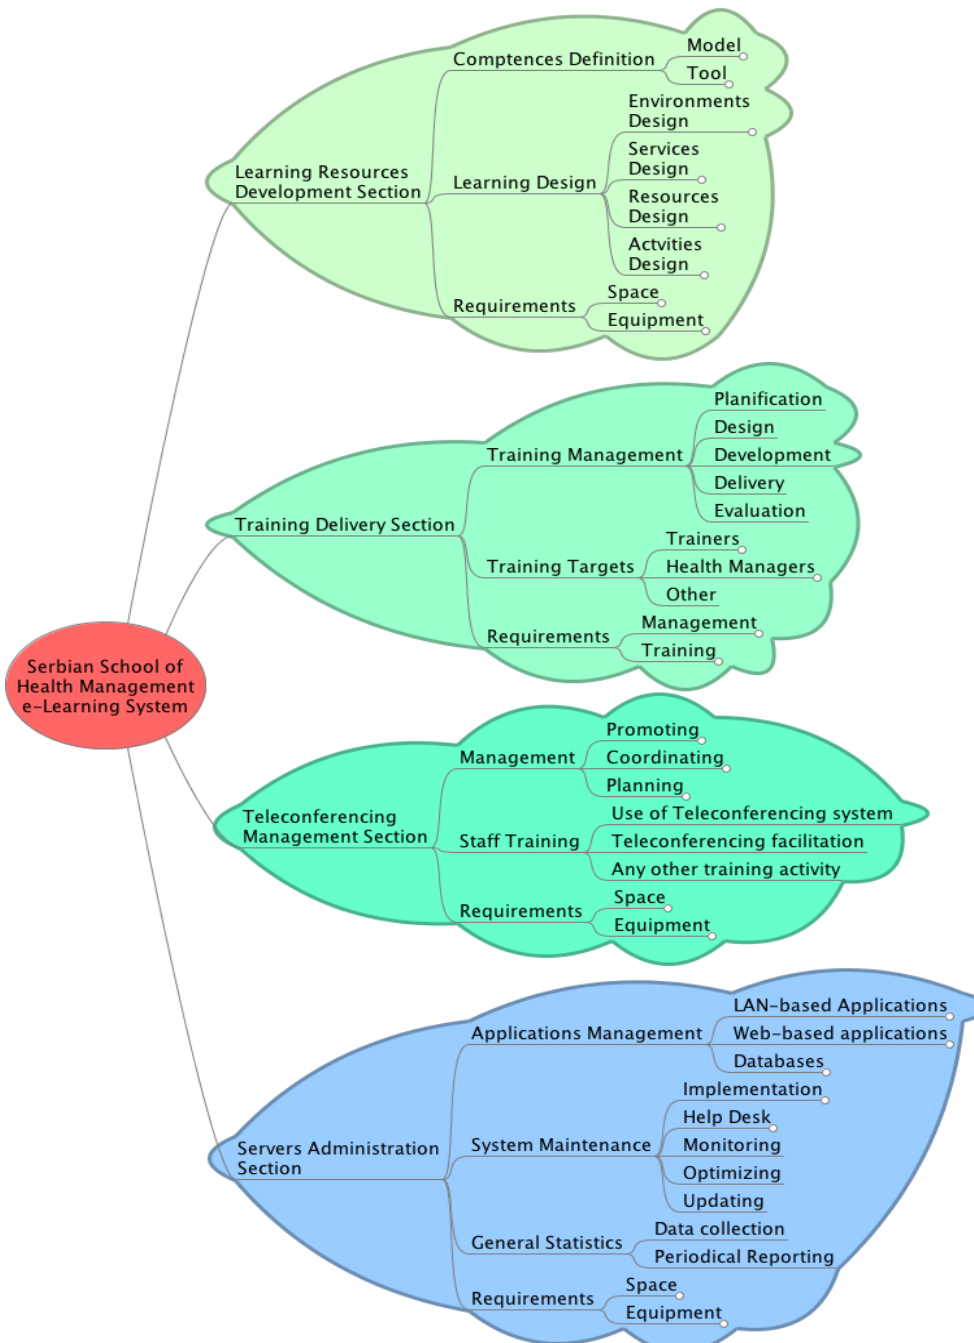 Serbian School of
Health Management
e-Learning System
Learning Resources
Development Section
Comptences Definition
Model
Tool
Learning Design
Environments
Design
Services
Design
Resources
Design
Actvities
Design
Requirements
Space
Equipment
Training Delivery Section
Training Management
Planification
Design
Development
Delivery
Evaluation
Training Targets
Trainers
Health Managers
Other
Requirements
Management
Training
Teleconferencing
Management Section
Management
Promoting
Coordinating
Planning
Staff Training
Use of Teleconferencing system
Teleconferencing facilitation
Any other training activity
Requirements
Space
Equipment
Servers Administration
Section
Applications Management
LAN-based Applications
Web-based applications
Databases
System Maintenance
Implementation
Help Desk
Monitoring
Optimizing
Updating
General Statistics
Data collection
Periodical Reporting
Requirements
Space
Equipment